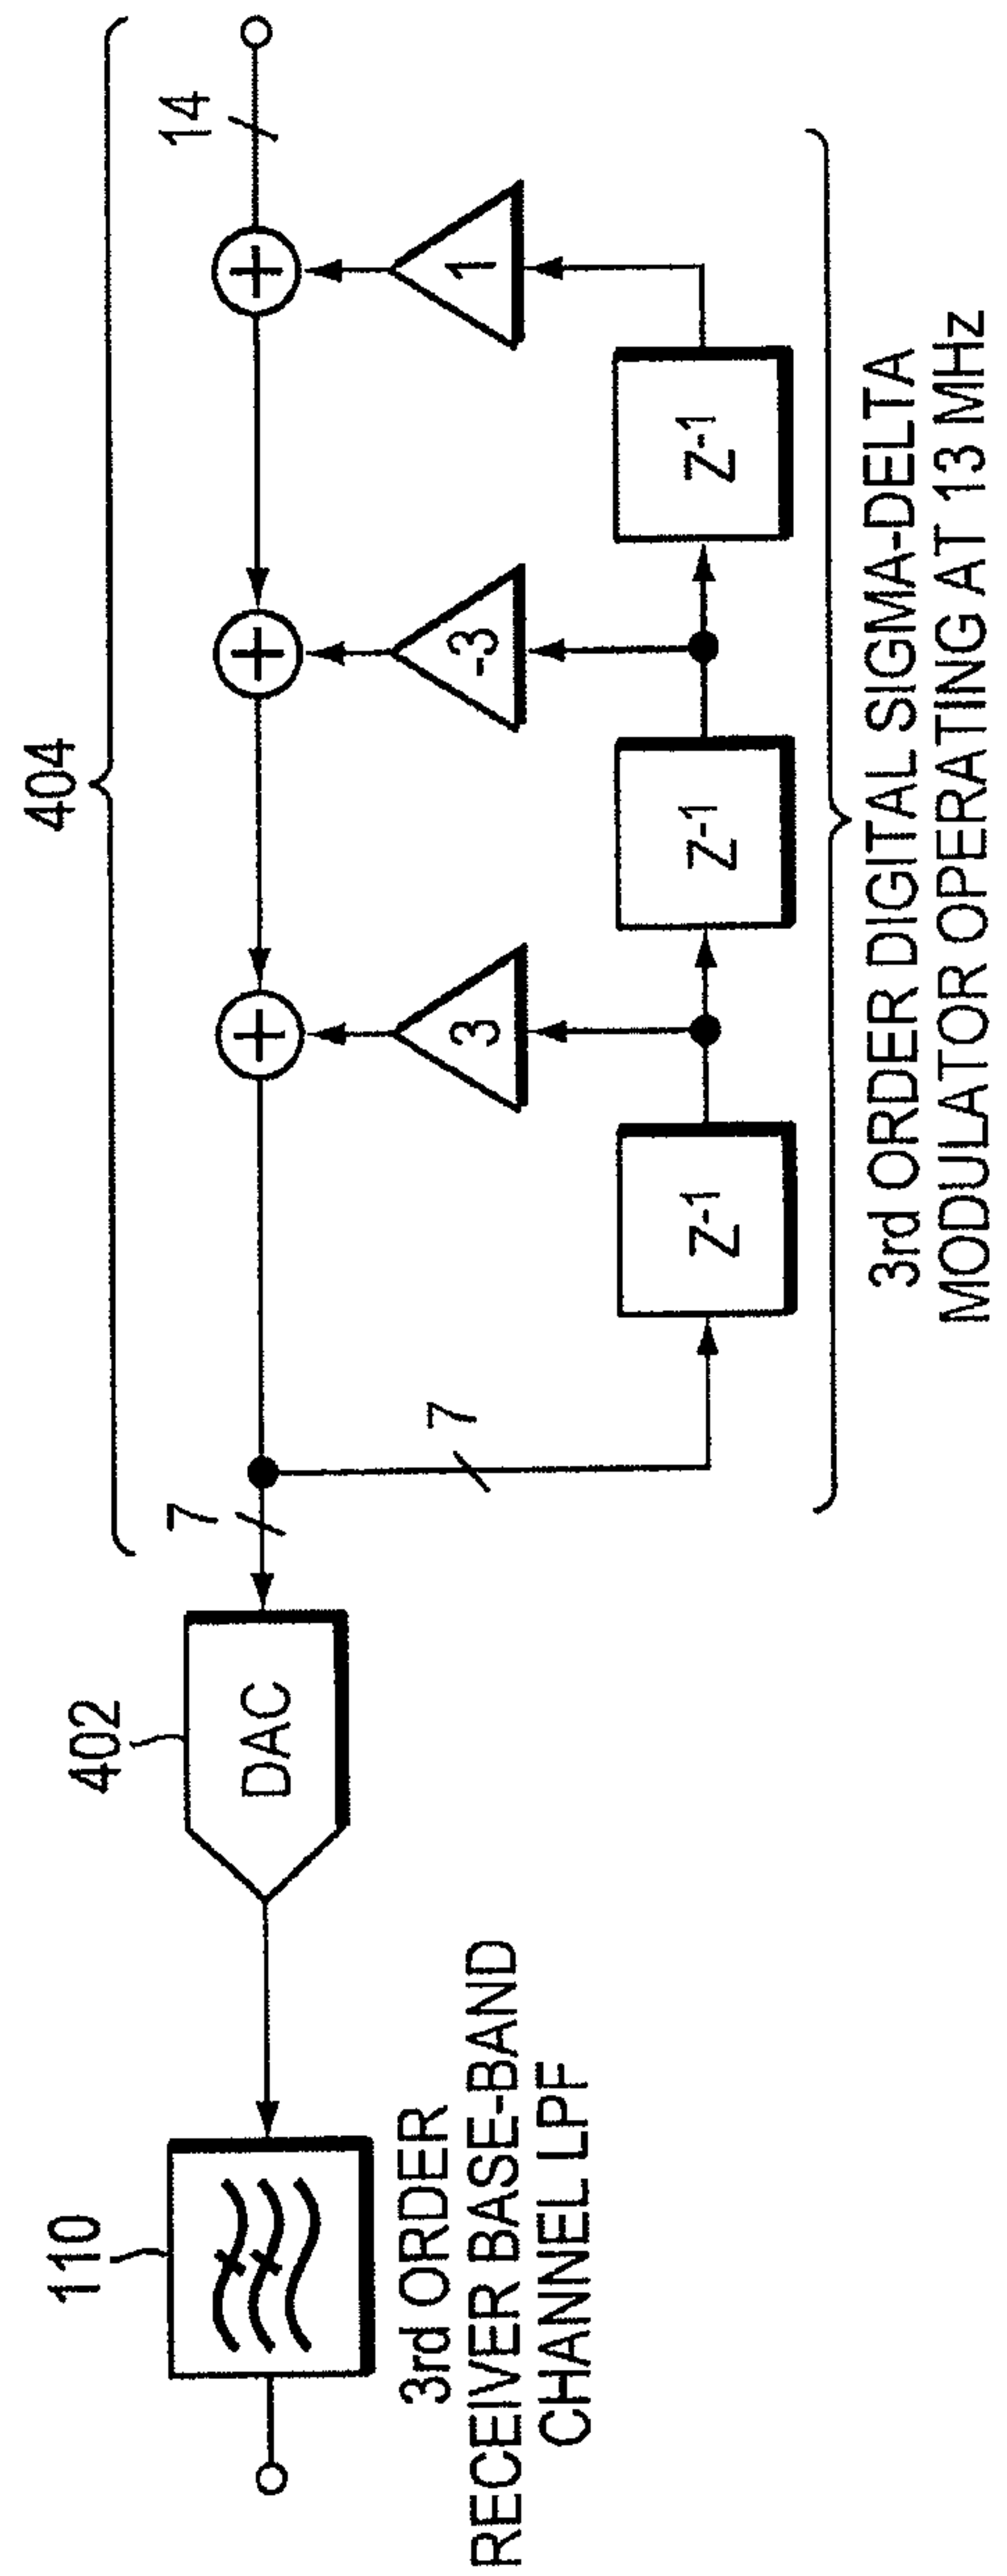 404
14
1
-3
3
Z-1
Z-1
Z-1
7
7
3rd ORDER DIGITAL SIGMA-DELTA
MODULATOR OPERATING AT 13 MHz
402
DAC
110
3rd ORDER
RECEIVER BASE-BAND
CHANNEL LPF